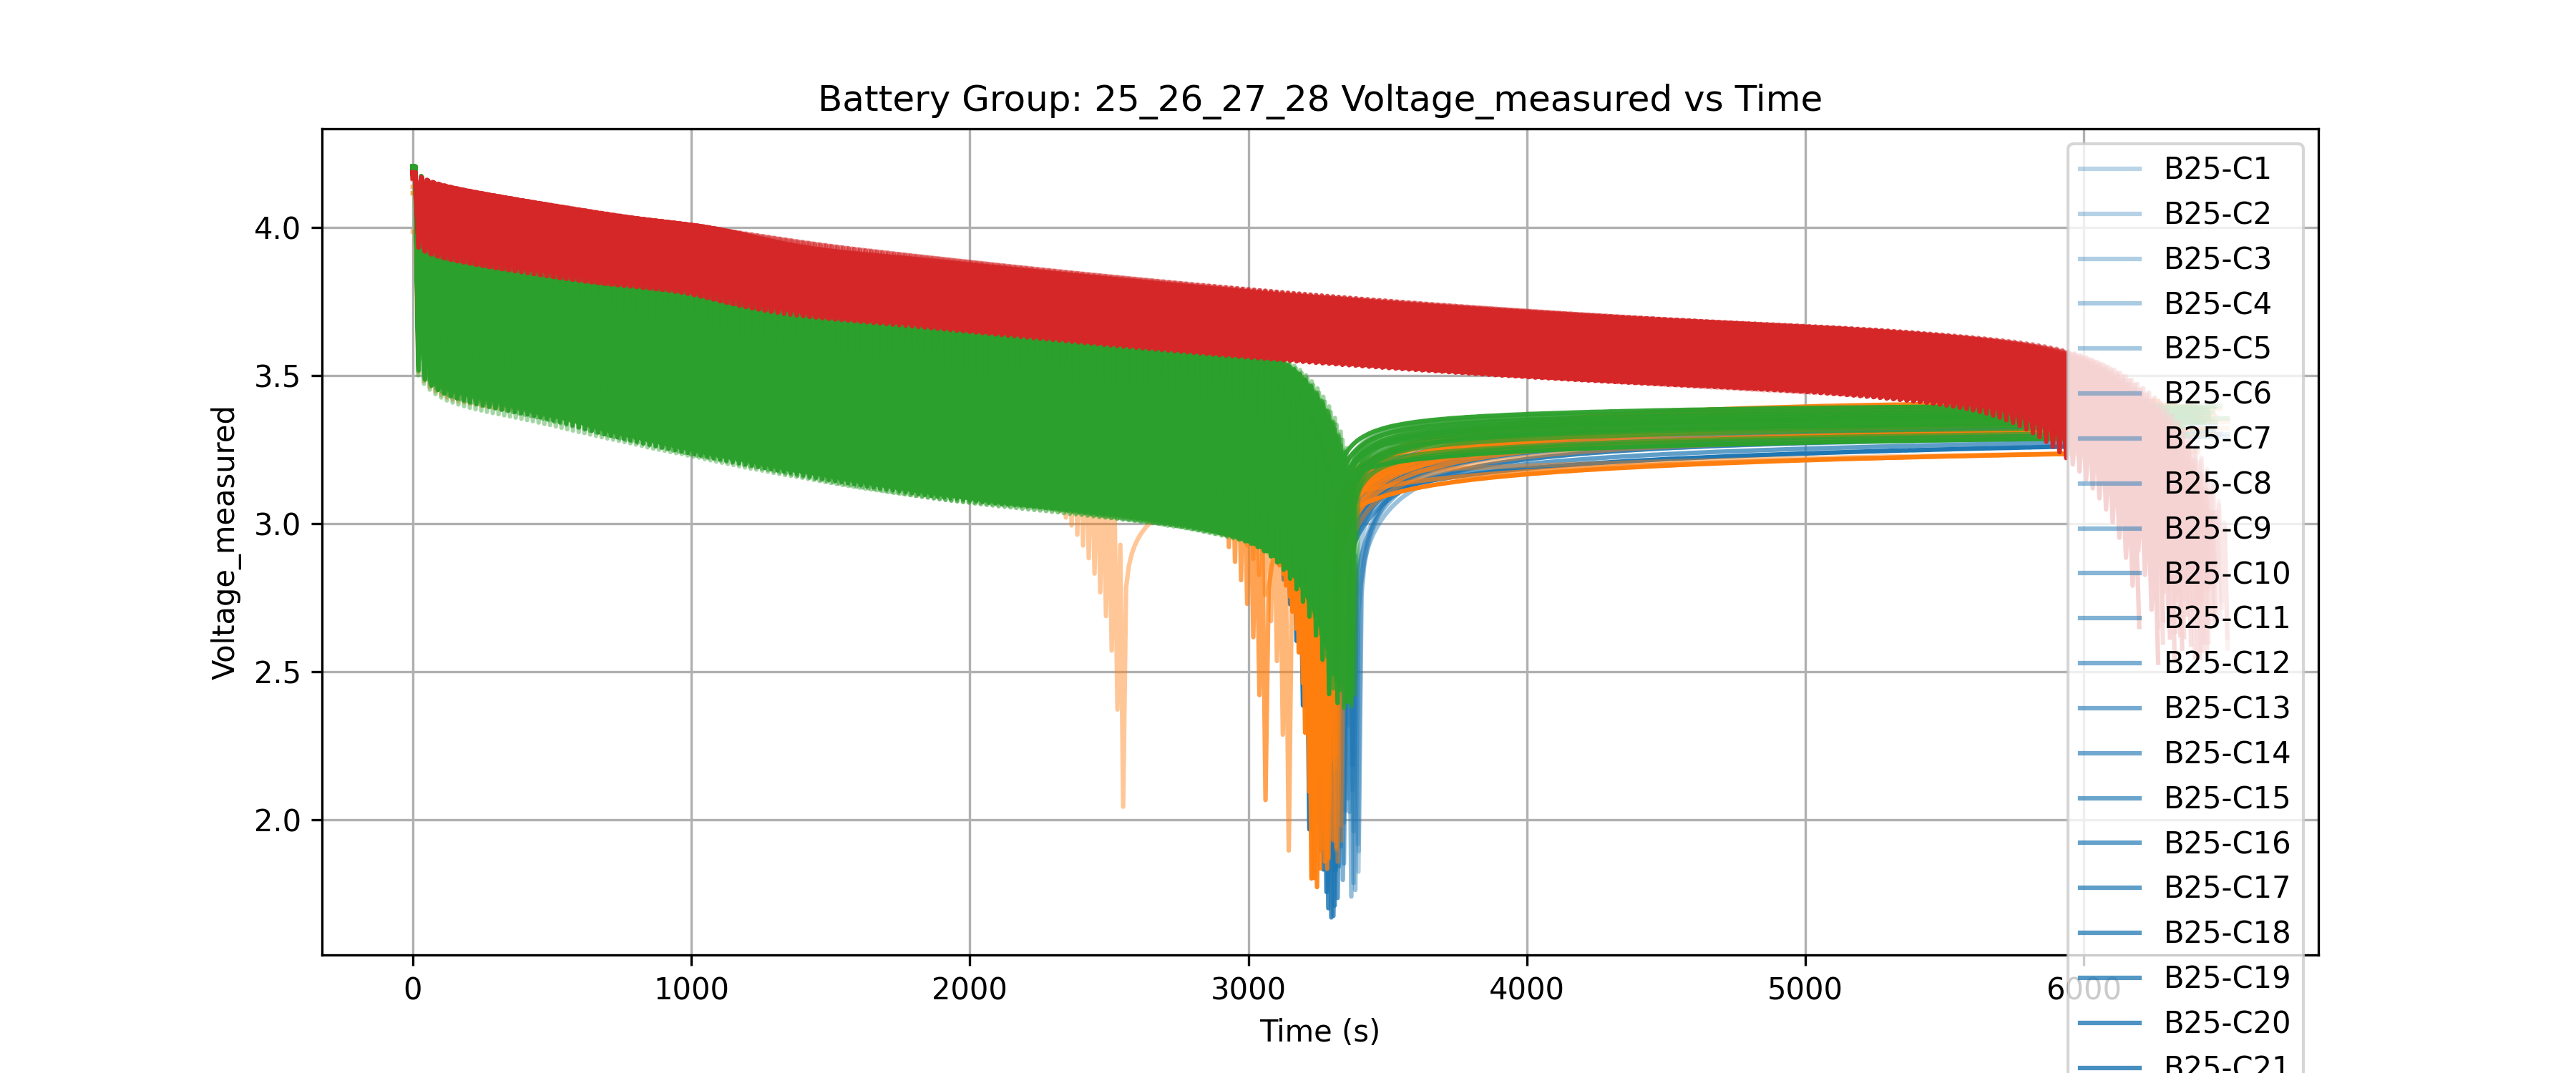 Battery Group: 25_26_27_28 Voltage_measured vs Time
Voltage_measured
4.0
3.5
3.0
2.5
2.0
0 1000 2000 3000 4000 5000 6000
Time (s)
B25-C1
B25-C2
B25-C3
B25-C4
B25-C5
B25-C6
B25-C7
B25-C8
B25-C9
B25-C10
B25-C11
B25-C12
B25-C13
B25-C14
B25-C15
B25-C16
B25-C17
B25-C18
B25-C19
B25-C20
B25-C21